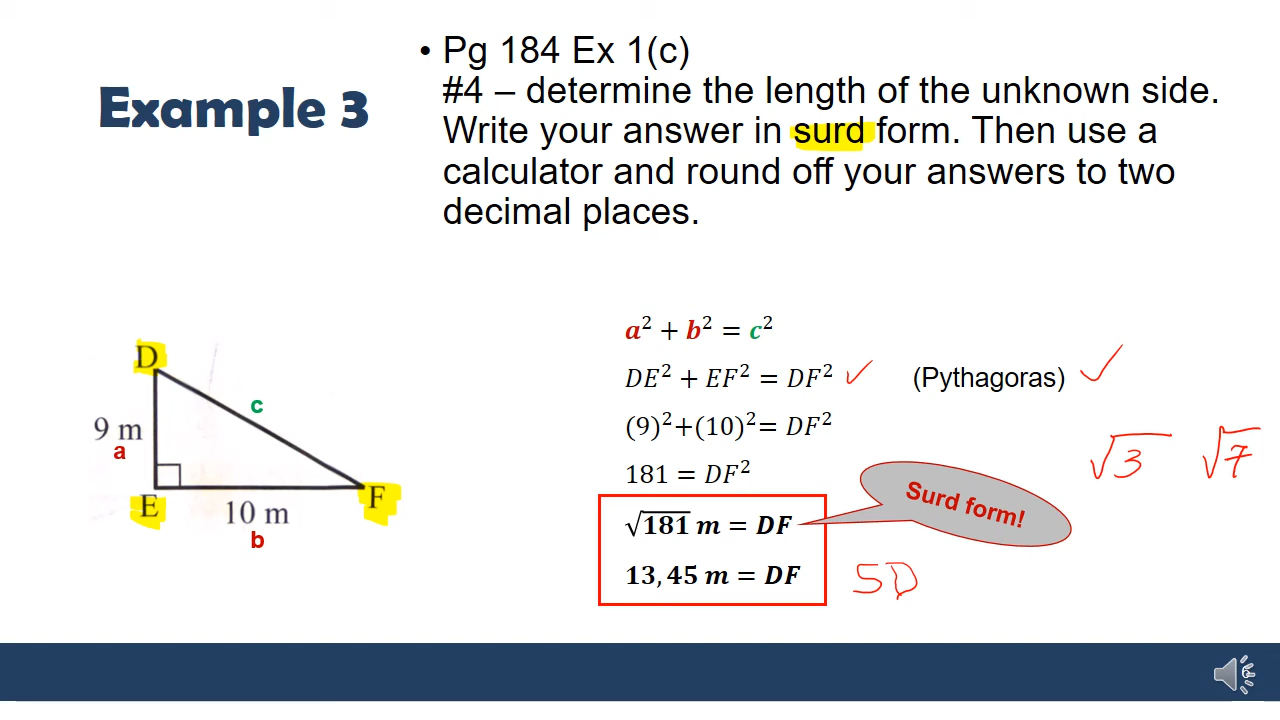 Example 3
• Pg 184 Ex 1(c)
#4 – determine the length of the unknown side.
Write your answer in surd form. Then use a
calculator and round off your answers to two
decimal places.
D
c
9 m
a
E
F
10 m
b
a² + b² = c²
DE² + EF² = DF² ✓ (Pythagoras) ✓
(9)²+(10)²= DF²
181 = DF²
√181 m = DF
13,45 m = DF
Surd form!
√3 √7
SD